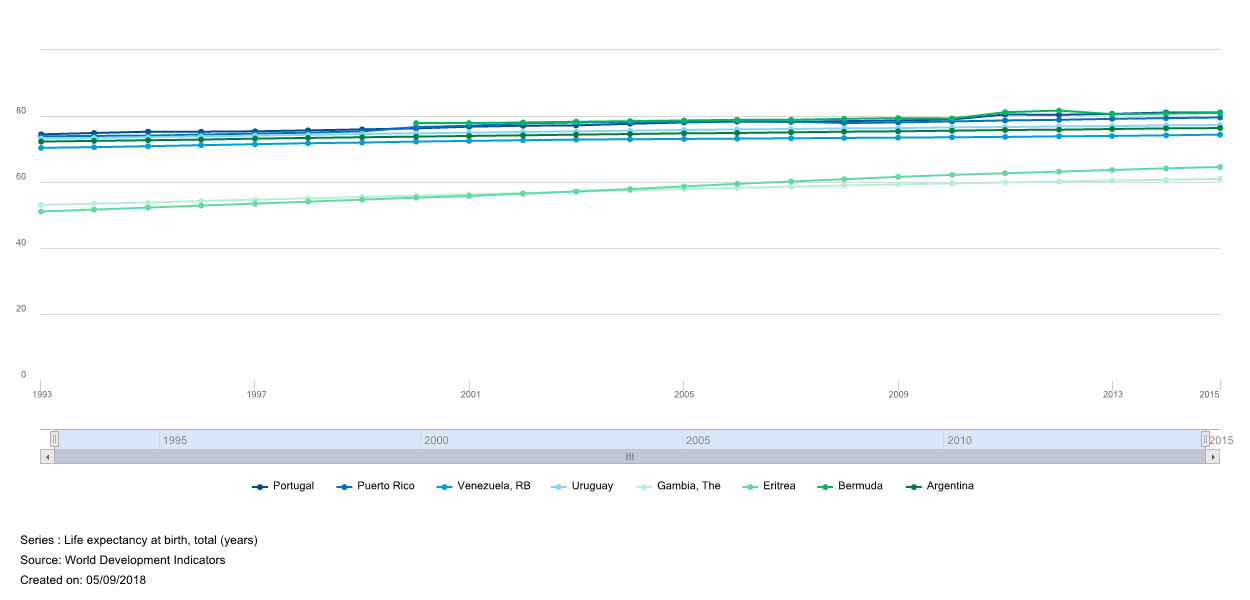 80
60
40
20
0
1993 1997 2001 2005 2009 2013 2015
1995 2000 2005 2010 2015
Portugal Puerto Rico Venezuela, RB Uruguay Gambia, The Eritrea Bermuda Argentina
Series : Life expectancy at birth, total (years)
Source: World Development Indicators
Created on: 05/09/2018